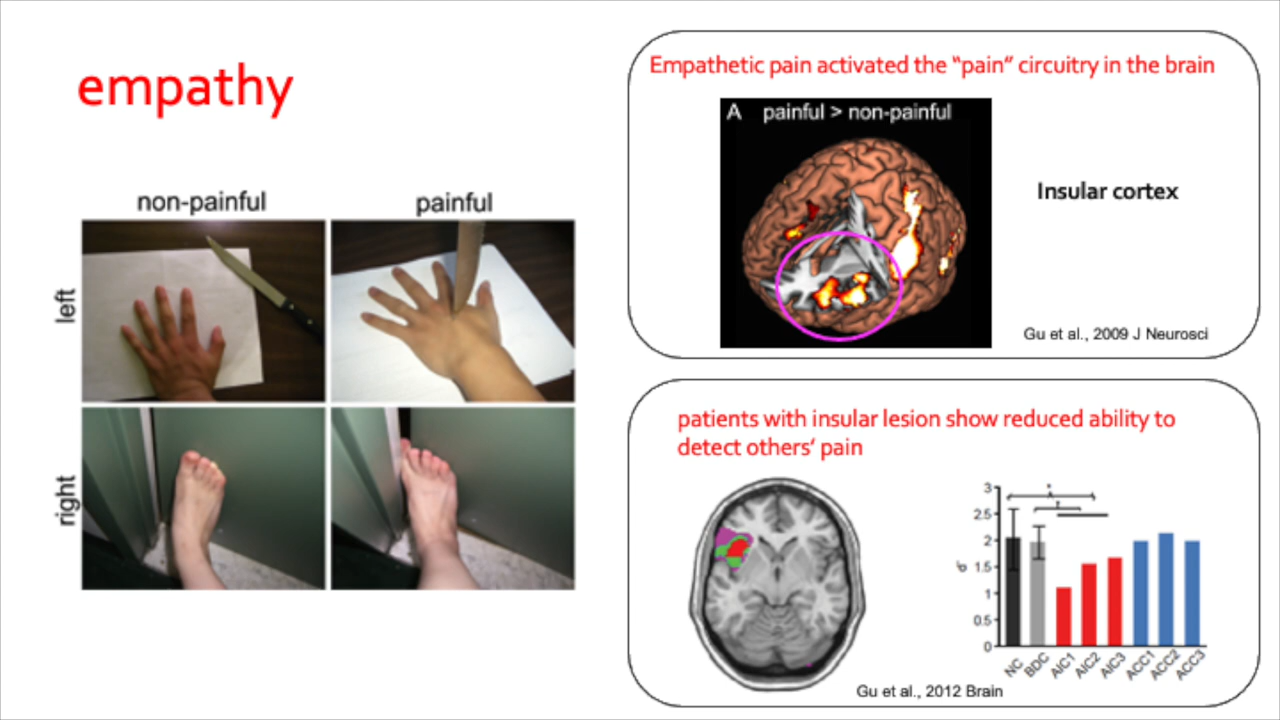 empathy
non-painful
painful
left
right
Empathetic pain activated the “pain” circuitry in the brain
A painful > non-painful
Insular cortex
Gu et al., 2009 J Neurosci
patients with insular lesion show reduced ability to
detect others‘ pain
3
2.5
2
1.5
1
0.5
0
d'
*
NC
BDC
AIC1
AIC2
AIC3
ACC1
ACC2
ACC3
Gu et al., 2012 Brain